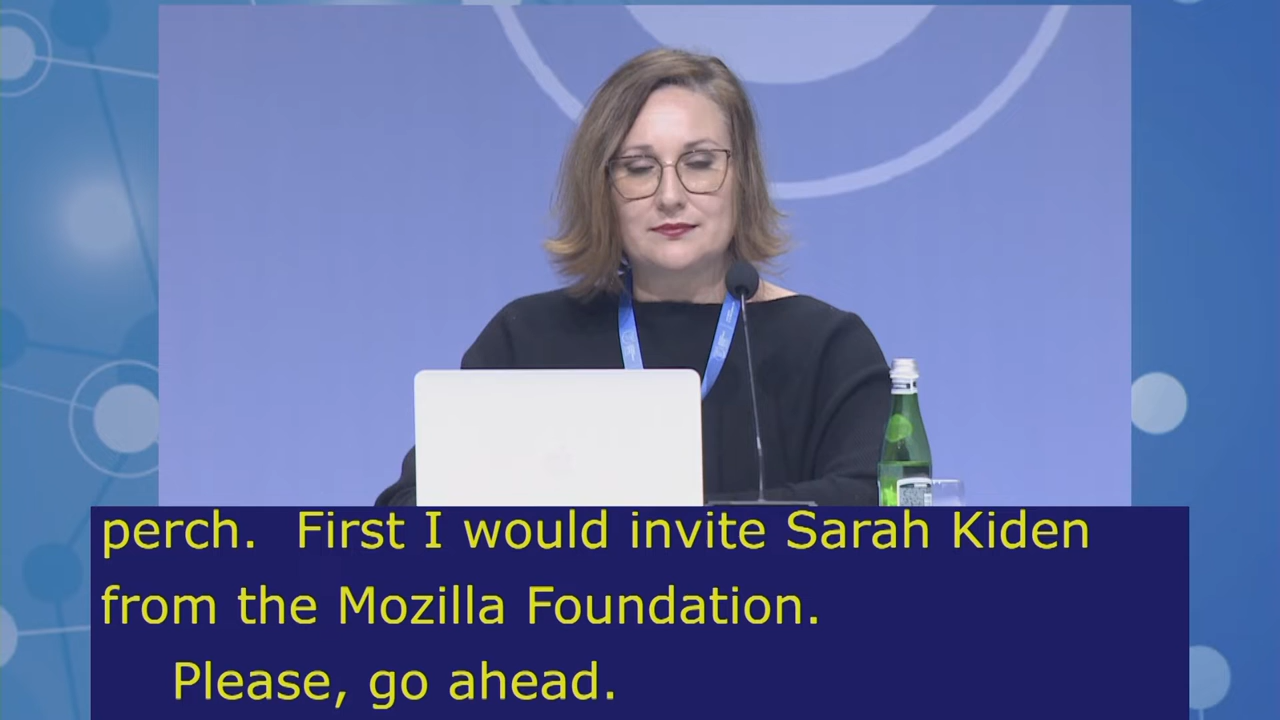 perch.  First I would invite Sarah Kiden
from the Mozilla Foundation.
Please, go ahead.